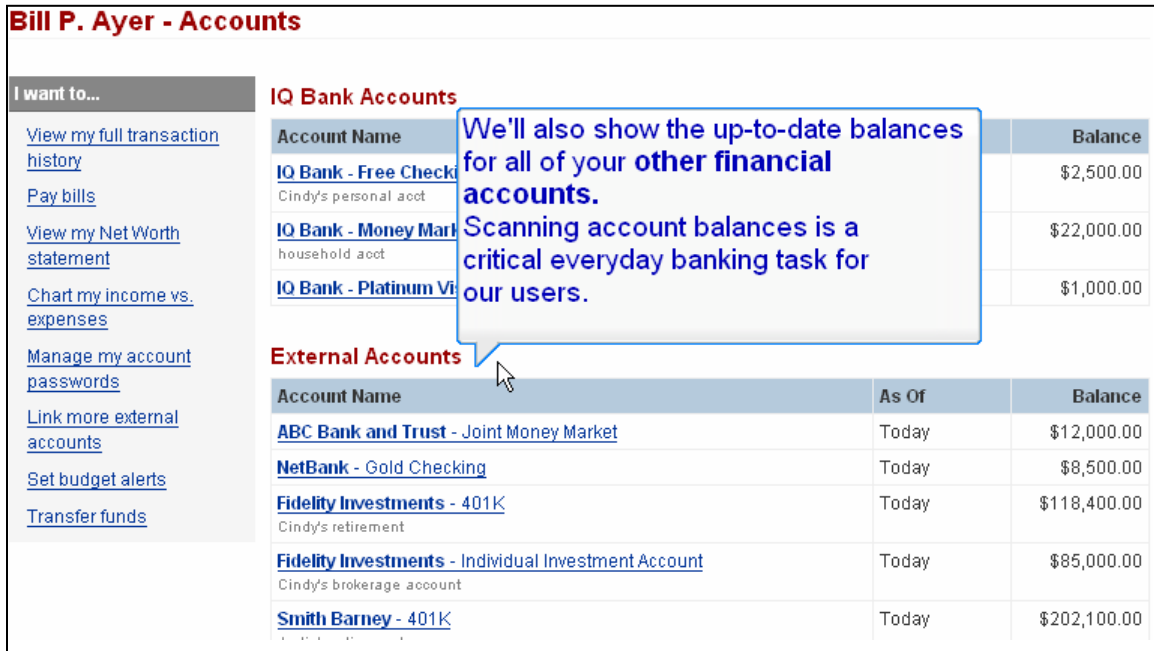 Bill P. Ayer - Accounts
I want to...
View my full transaction
history
Pay bills
View my Net Worth
statement
Chart my income vs.
expenses
Manage my account
passwords
Link more external
accounts
Set budget alerts
Transfer funds
IQ Bank Accounts
Account Name Balance
IQ Bank - Free $2,500.00
Cindy's personal acct
IQ Bank - Money $22,000.00
household acct
IQ Bank - Platinum $1,000.00
We'll also show the up-to-date balances
for all of your other financial
accounts.
Scanning account balances is a
critical everyday banking task for
our users.
External Accounts
Account Name As Of Balance
ABC Bank and Trust - Joint Money Market Today $12,000.00
NetBank - Gold Checking Today $8,500.00
Fidelity Investments - 401K Today $118,400.00
Cindy's retirement
Fidelity Investments - Individual Investment Account Today $85,000.00
Cindy's brokerage account
Smith Barney - 401K Today $202,100.00